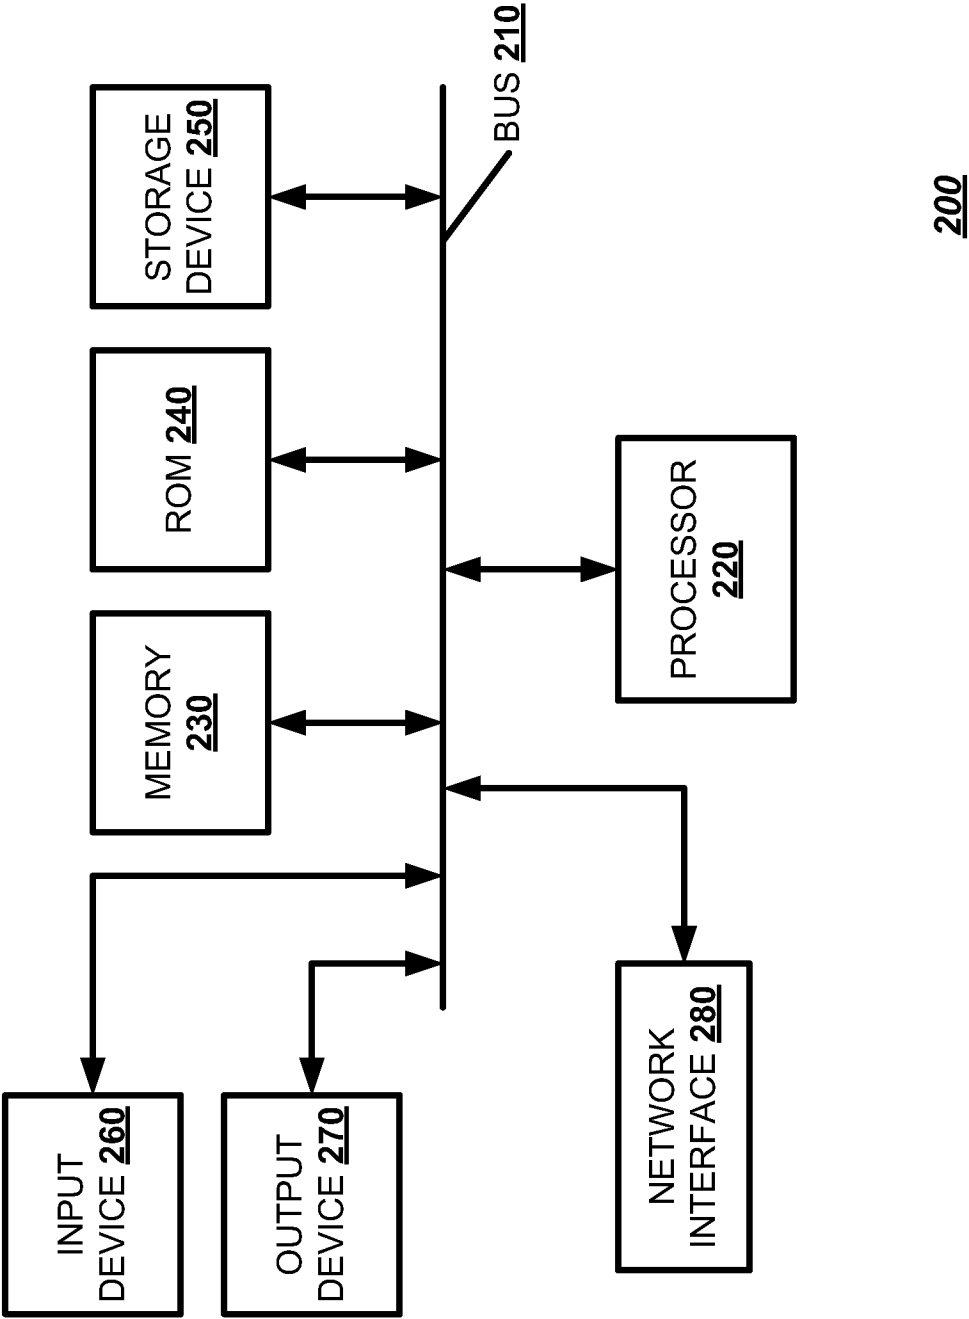 INPUT
DEVICE 260
OUTPUT
DEVICE 270
MEMORY
230
ROM 240
STORAGE
DEVICE 250
BUS 210
NETWORK
INTERFACE 280
PROCESSOR
220
200